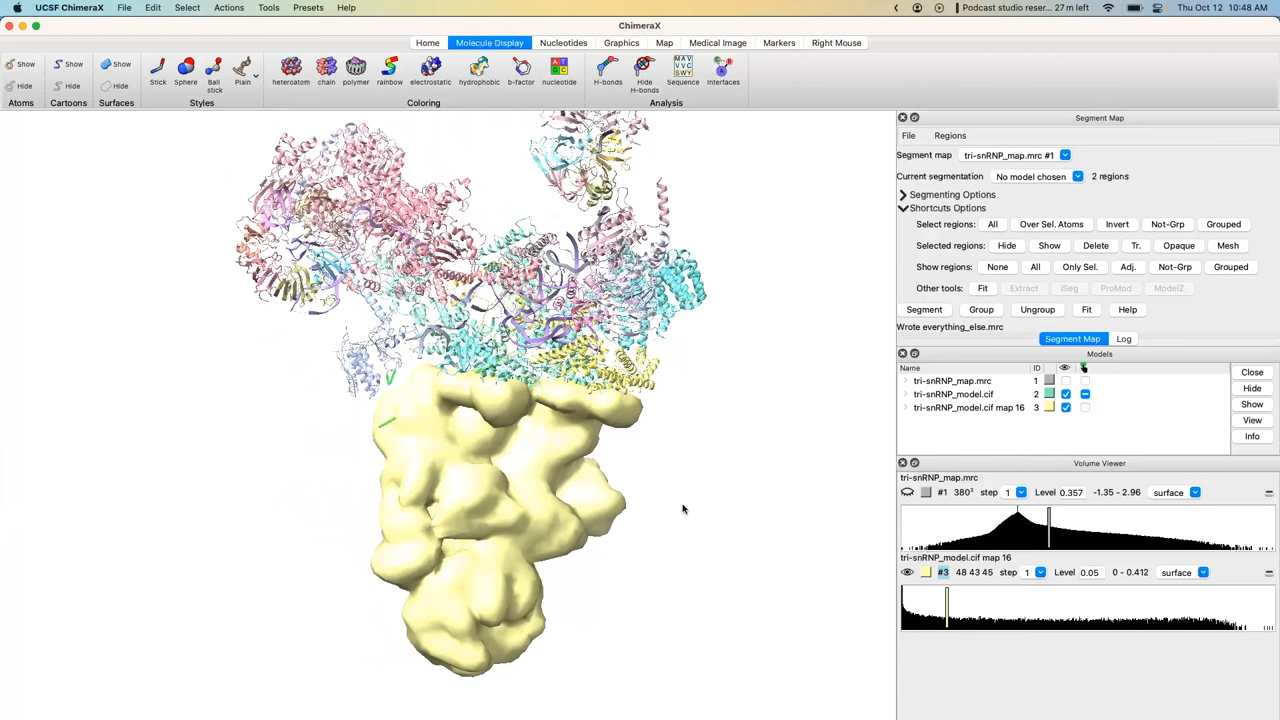 UCSF ChimeraX File Edit Select Actions Tools Presets Help Podcast studio reser... 27 m left Thu Oct 12 10:48 AM
ChimeraX
Home Molecule Display Nucleotides Graphics Map Medical Image Markers Right Mouse
Show Show Show
Hide Hide Hide
Atoms Cartoons Surfaces
Stick Sphere Ball stick Plain
Styles
heteroatom chain polymer rainbow electrostatic hydrophobic b-factor nucleotide
Coloring
H-bonds Hide H-bonds Sequence Interfaces
Analysis
Segment Map
File Regions
Segment map tri-snRNP_map.mrc #1
Current segmentation No model chosen 2 regions
Segmenting Options
Shortcuts Options
Select regions: All Over Sel. Atoms Invert Not-Grp Grouped
Selected regions: Hide Show Delete Tr. Opaque Mesh
Show regions: None All Only Sel. Adj. Not-Grp Grouped
Other tools: Fit Extract iSeg ProMod ModelZ
Segment Group Ungroup Fit Help
Wrote everything_else.mrc
Segment Map Log
Models
Name ID
tri-snRNP_map.mrc 1
tri-snRNP_model.cif 2
tri-snRNP_model.cif map 16 3
Close
Hide
Show
View
Info
Volume Viewer
tri-snRNP_map.mrc
#1 380³ step 1 Level 0.357 -1.35 - 2.96 surface
tri-snRNP_model.cif map 16
#3 48 43 45 step 1 Level 0.05 0 - 0.412 surface